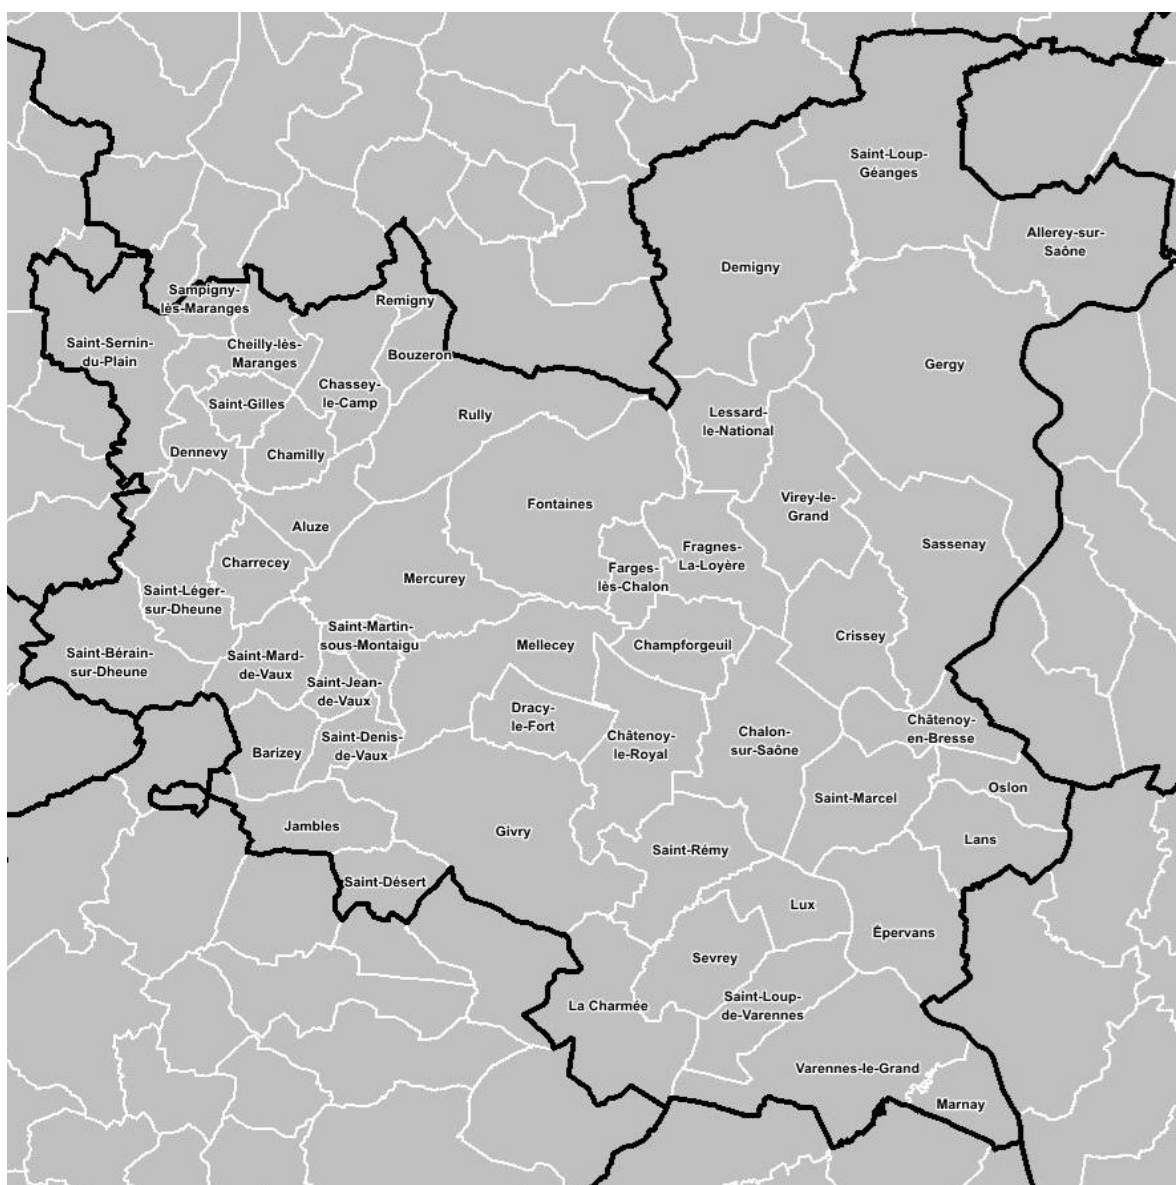 Saint-Loup-
Géanges
Allerey-sur-
Saône
Demigny
Sampigny-
lès-Maranges
Remigny
Saint-Sernin-
du-Plain
Cheilly-lès-
Maranges
Bouzeron
Gergy
Chassey-
le-Camp
Saint-Gilles
Rully
Lessard-
le-National
Dennevy
Chamilly
Fontaines
Virey-le-
Grand
Aluze
Sassenay
Charrecey
Mercurey
Farges-
lès-Chalon
Fragnes-
La-Loyère
Saint-Léger-
sur-Dheune
Saint-Martin-
sous-Montaigu
Mellecey
Champforgeuil
Crissey
Saint-Bérain-
sur-Dheune
Saint-Mard-
de-Vaux
Saint-Jean-
de-Vaux
Dracy-
le-Fort
Châtenoy-
le-Royal
Chalon-
sur-Saône
Châtenoy-
en-Bresse
Barizey
Saint-Denis-
de-Vaux
Oslon
Saint-Marcel
Jambles
Givry
Saint-Rémy
Lans
Saint-Désert
Lux
Épervans
Sevrey
La Charmée
Saint-Loup-
de-Varennes
Varennes-le-Grand
Marnay